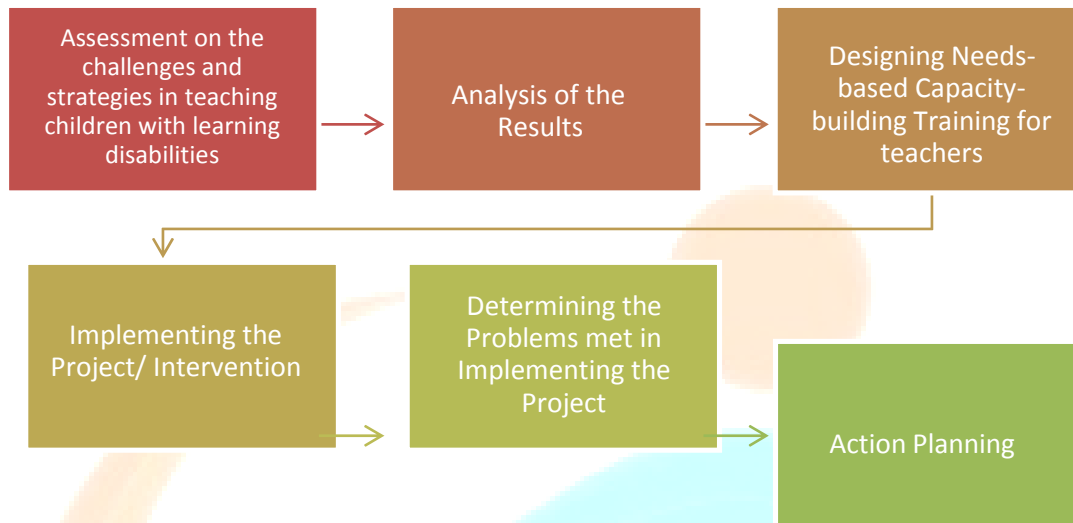 Assessment on the
challenges and
strategies in teaching
children with learning
disabilities
Analysis of the
Results
Designing Needs-
based Capacity-
building Training for
teachers
Implementing the
Project/ Intervention
Determining the
Problems met in
Implementing the
Project
Action Planning